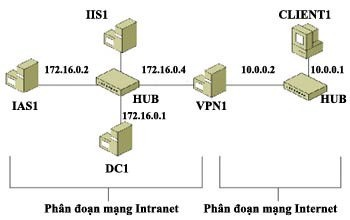 IIS1
CLIENT1
172.16.0.2
172.16.0.4
10.0.0.2
10.0.0.1
IAS1
HUB
VPN1
HUB
172.16.0.1
DC1
Phân đoạn mạng Intranet
Phân đoạn mạng Internet